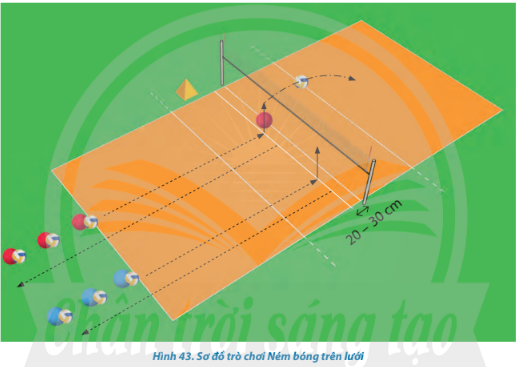 20 – 30 cm
Chân trời sáng tạo
Hình 43. Sơ đồ trò chơi Ném bóng trên lưới